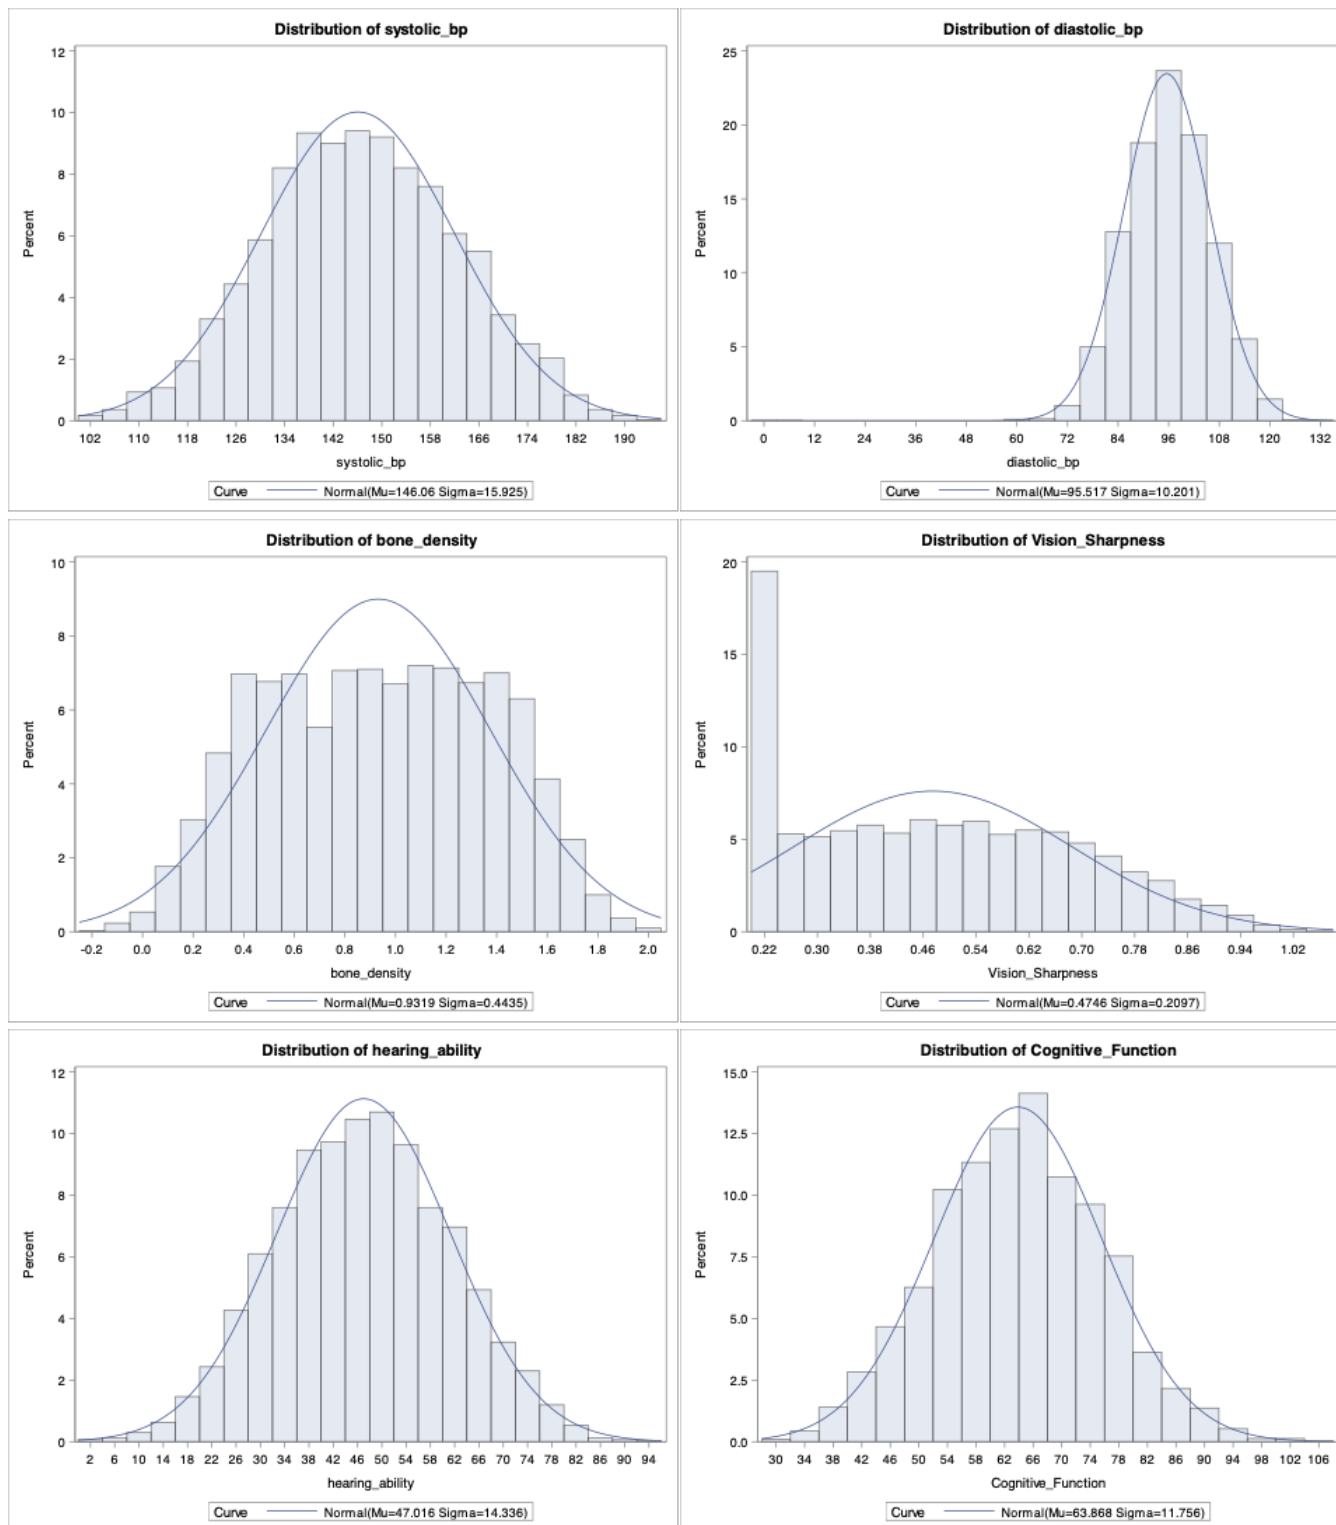 Distribution of systolic_bp
12
10
8
6
4
2
0
Percent
102 110 118 126 134 142 150 158 166 174 182 190
systolic_bp
Curve Normal(Mu=146.06 Sigma=15.925)
Distribution of diastolic_bp
25
20
15
10
5
0
Percent
0 12 24 36 48 60 72 84 96 108 120 132
diastolic_bp
Curve Normal(Mu=95.517 Sigma=10.201)
Distribution of bone_density
10
8
6
4
2
0
Percent
-0.2 0.0 0.2 0.4 0.6 0.8 1.0 1.2 1.4 1.6 1.8 2.0
bone_density
Curve Normal(Mu=0.9319 Sigma=0.4435)
Distribution of Vision_Sharpness
20
15
10
5
0
Percent
0.22 0.30 0.38 0.46 0.54 0.62 0.70 0.78 0.86 0.94 1.02
Vision_Sharpness
Curve Normal(Mu=0.4746 Sigma=0.2097)
Distribution of hearing_ability
12
10
8
6
4
2
0
Percent
2 6 10 14 18 22 26 30 34 38 42 46 50 54 58 62 66 70 74 78 82 86 90 94
hearing_ability
Curve Normal(Mu=47.016 Sigma=14.336)
Distribution of Cognitive_Function
15.0
12.5
10.0
7.5
5.0
2.5
0.0
Percent
30 34 38 42 46 50 54 58 62 66 70 74 78 82 86 90 94 98 102 106
Cognitive_Function
Curve Normal(Mu=63.868 Sigma=11.756)